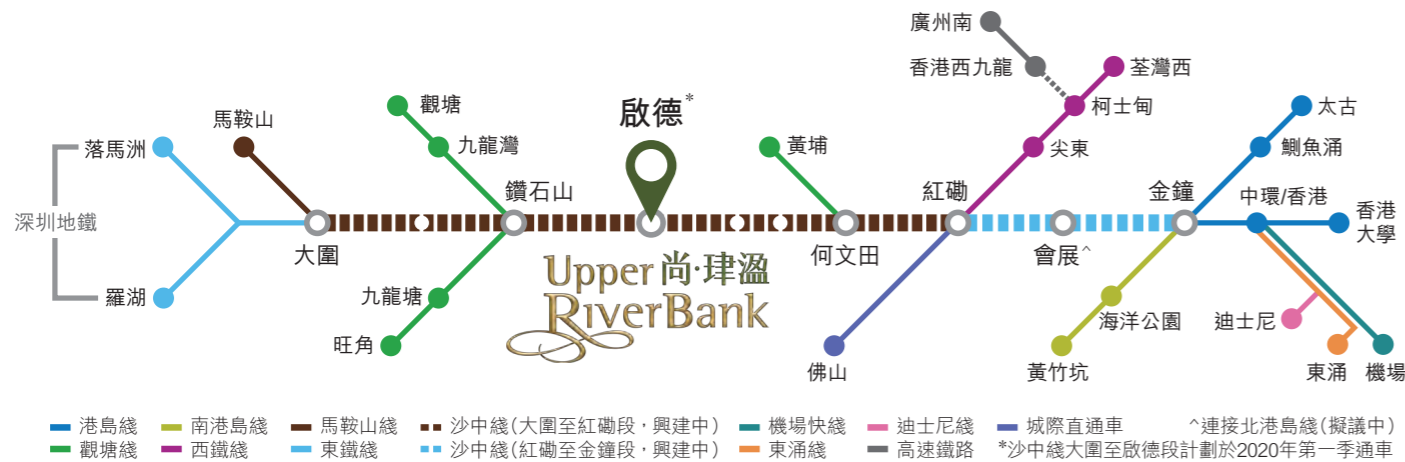 廣州南
香港西九龍
荃灣西
柯士甸
尖東
太古
鰂魚涌
觀塘
九龍灣
啟德*
黃埔
馬鞍山
落馬洲
深圳地鐵
羅湖
鑽石山
紅磡
金鐘
中環/香港
香港
大學
大圍
何文田
會展^
Upper 尚·珒溋
RiverBank
九龍塘
旺角
佛山
海洋公園
黃竹坑
迪士尼
東涌
機場
港島綫
南港島綫
馬鞍山綫
沙中綫(大圍至紅磡段，興建中)
機場快綫
迪士尼綫
城際直通車
^連接北港島綫(擬議中)
觀塘綫
西鐵綫
東鐵綫
沙中綫(紅磡至金鐘段，興建中)
東涌綫
高速鐵路
*沙中綫大圍至啟德段計劃於2020年第一季通車